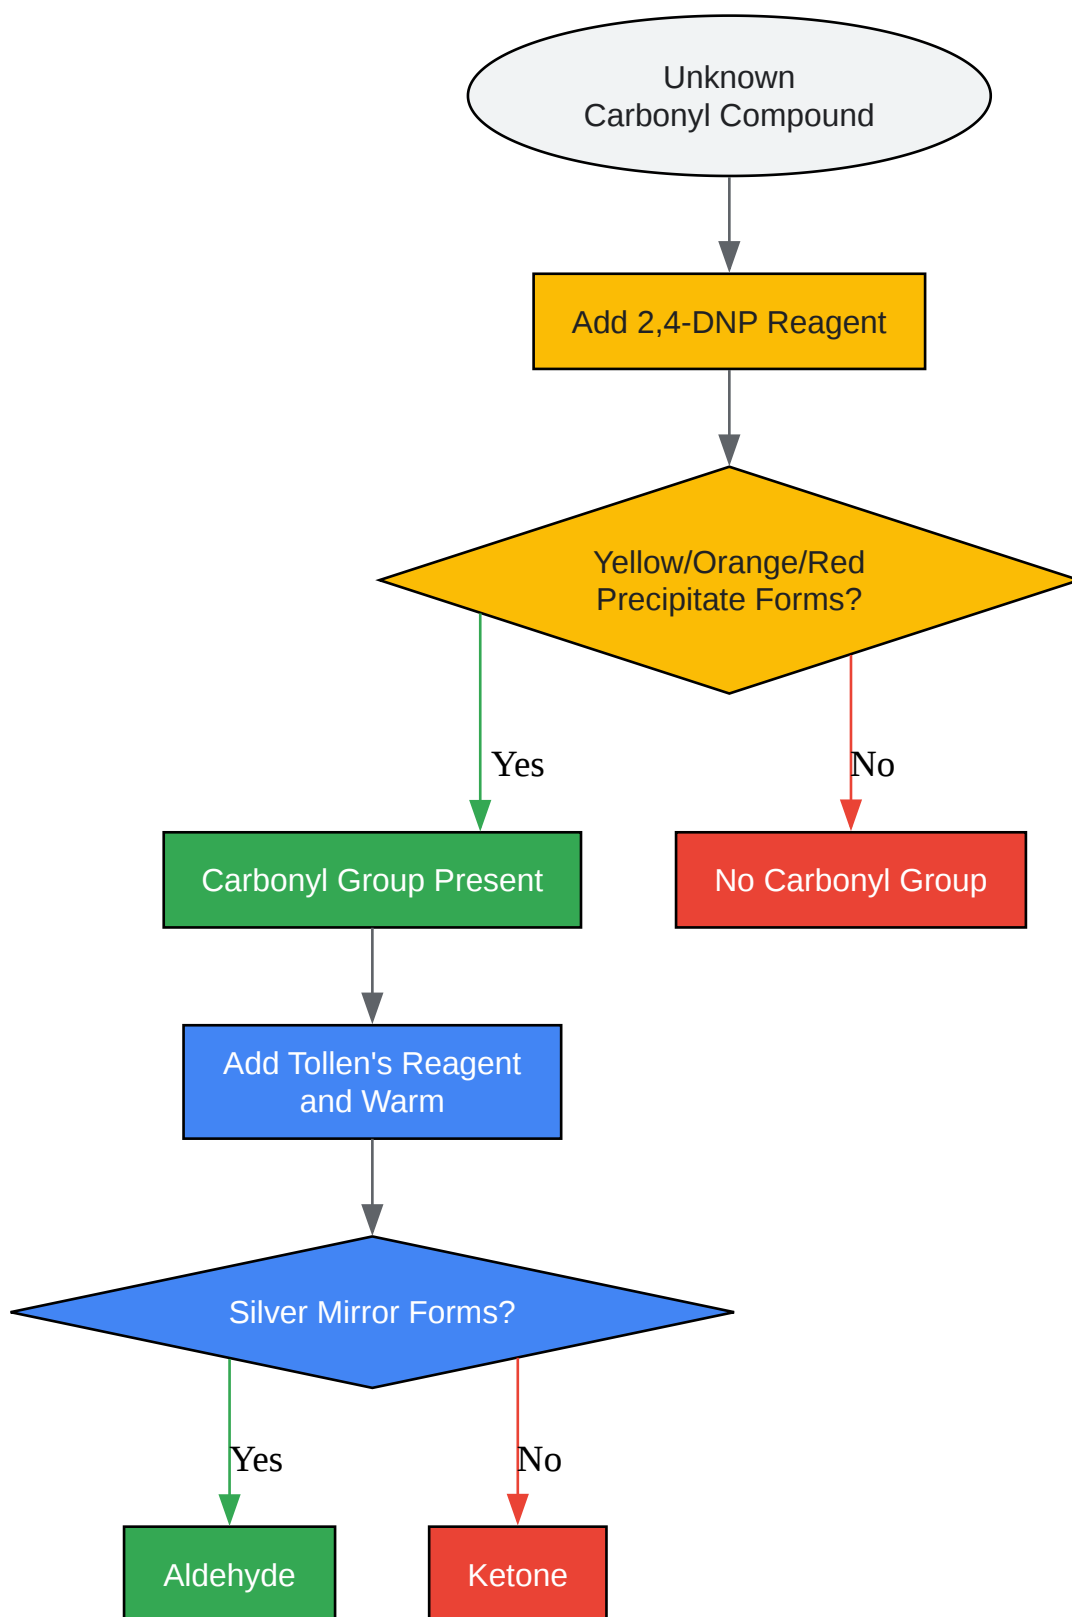 Unknown
Carbonyl Compound
Add 2,4-DNP Reagent
Yellow/Orange/Red
Precipitate Forms?
Yes
No
Carbonyl Group Present
No Carbonyl Group
Add Tollen's Reagent
and Warm
Silver Mirror Forms?
Yes
No
Aldehyde
Ketone